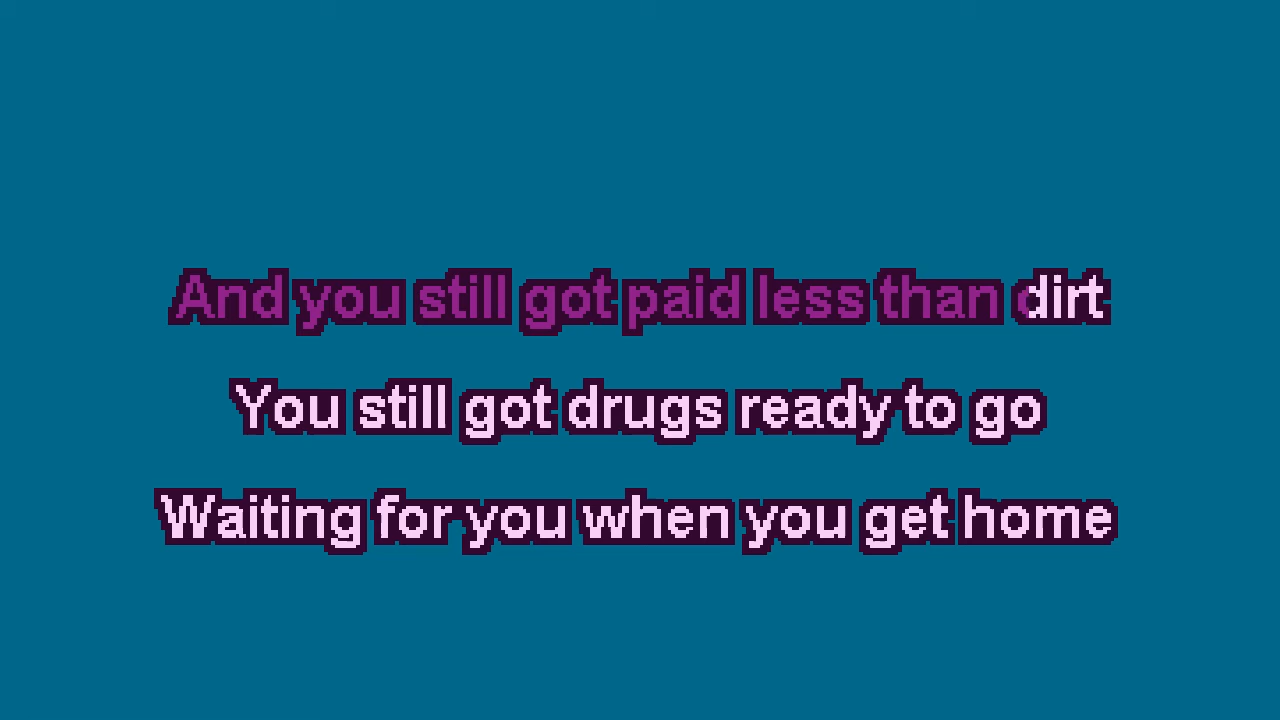 And you still got paid less than dirt
You still got drugs ready to go
Waiting for you when you get home